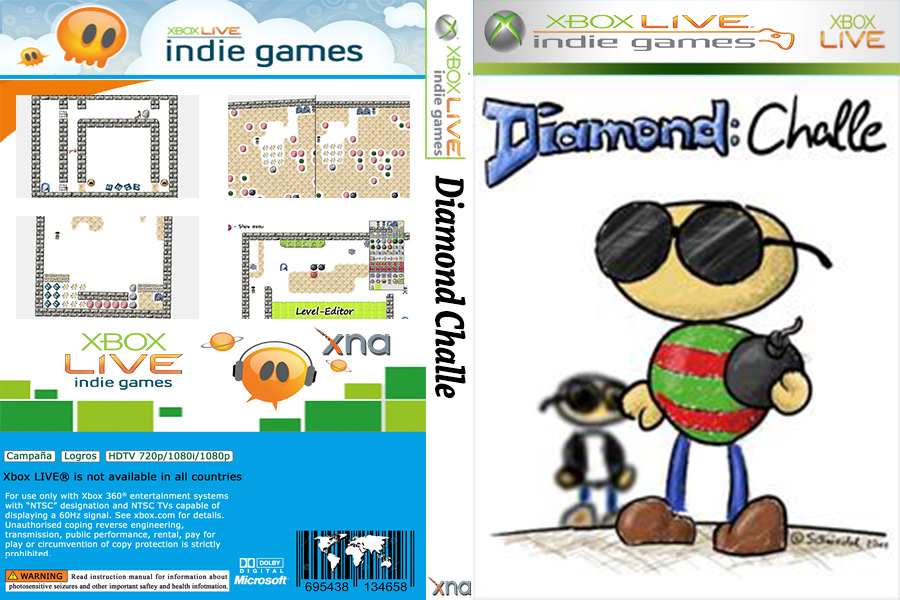 XBOX LIVE
indie games
Show menu
Level-Editor
XBOX
LIVE
indie games
xna
Campaña
Logros
HDTV 720p/1080i/1080p
Xbox LIVE® is not available in all countries
For use only with Xbox 360® entertainment systems
with “NTSC” designation and NTSC TVs capable of
displaying a 60Hz signal. See xbox.com for details.
Unauthorised coping reverse engineering,
transmission, public performance, rental, pay for
play or circumvention of copy protection is strictly
prohibited.
WARNING Read instruction manual for information about
photosensitive seizures and other important saftey and health information.
DOLBY
DIGITAL
Microsoft®
695438 134658
XBOX LIVE
indie games
Diamond Challe
xna
XBOX LIVE
indie games
XBOX
LIVE
Diamond: Challe